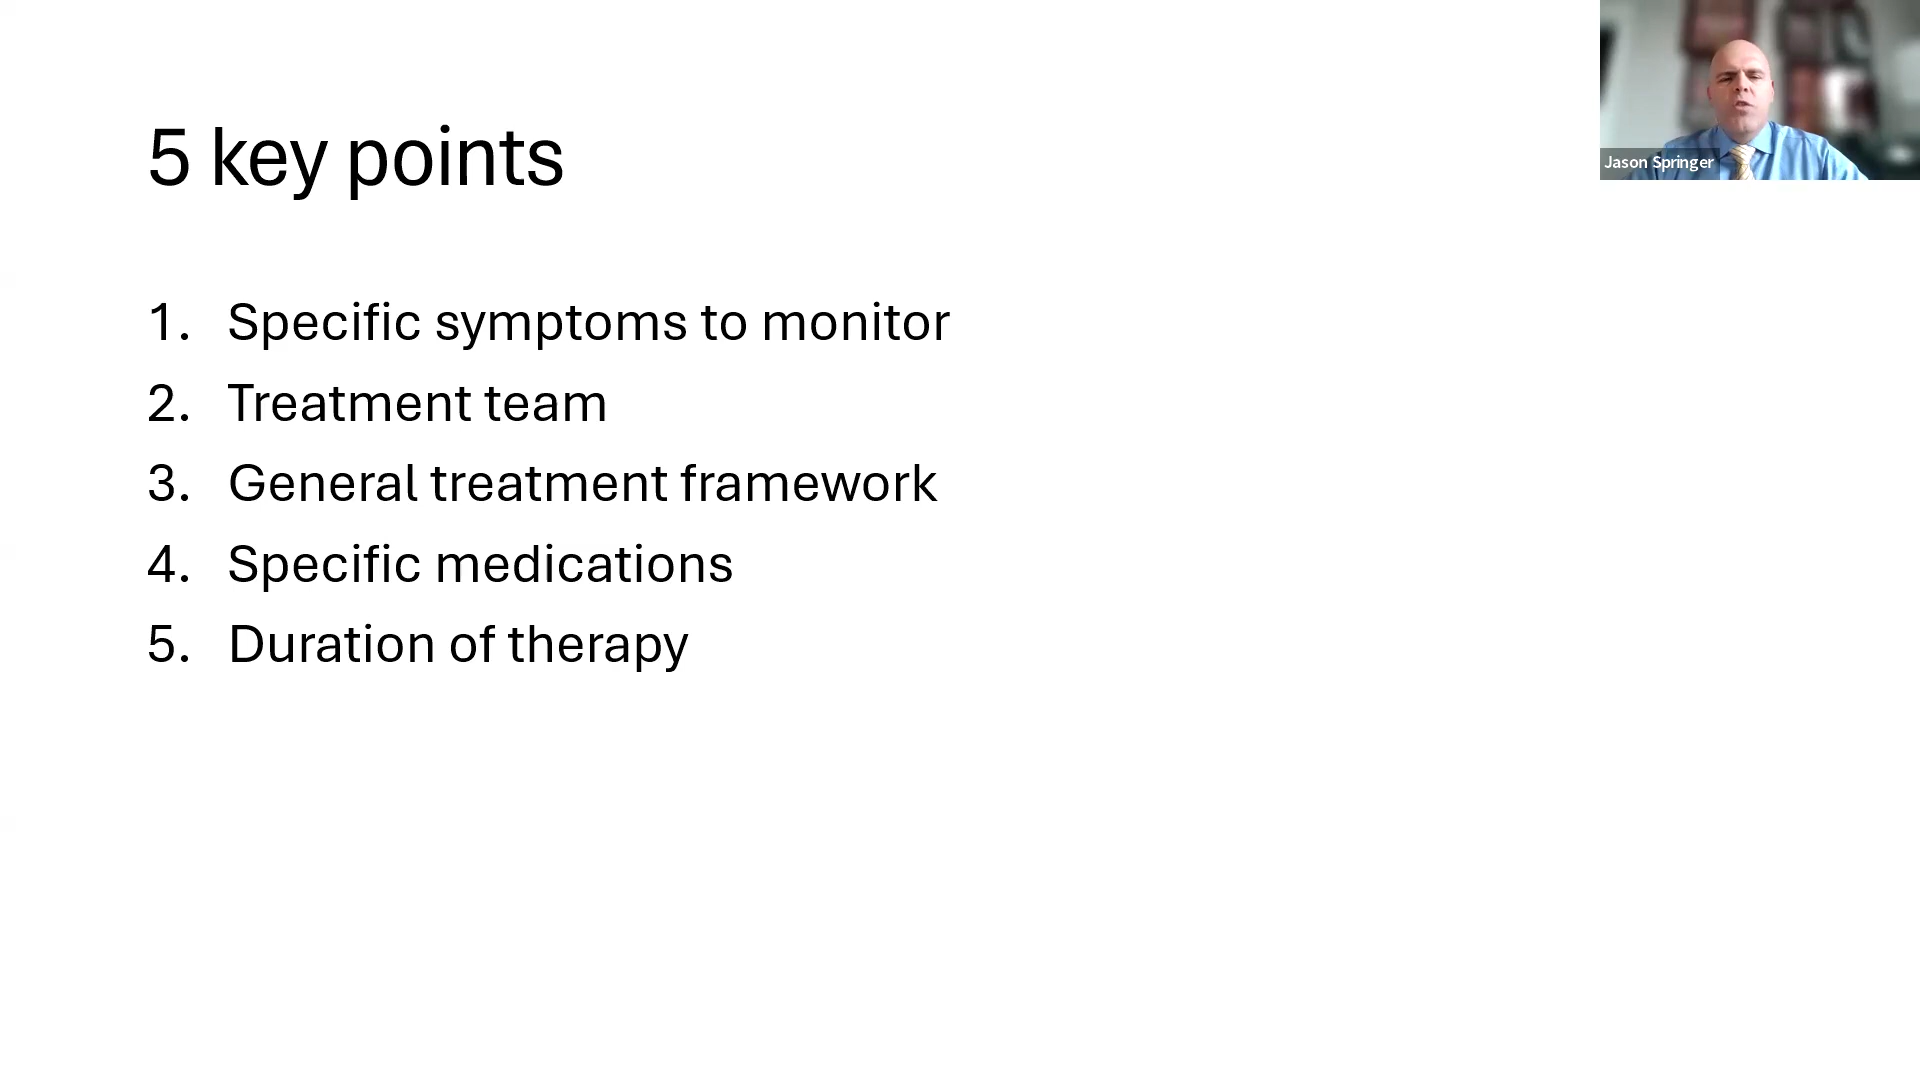 5 key points
1. Specific symptoms to monitor
2. Treatment team
3. General treatment framework
4. Specific medications
5. Duration of therapy
Jason Springer